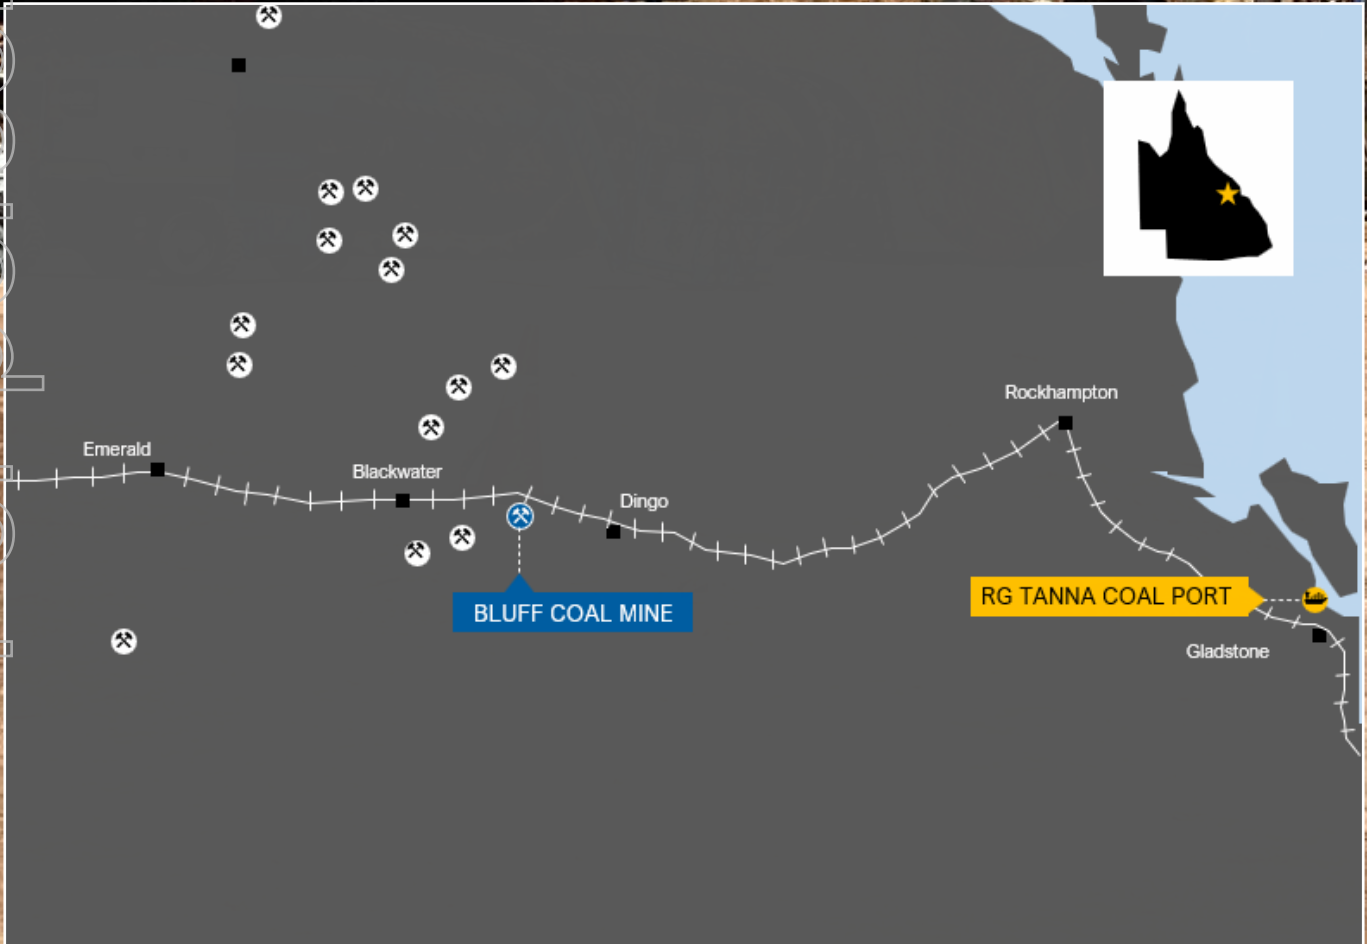 Rockhampton
Emerald
Blackwater
Dingo
BLUFF COAL MINE
RG TANNA COAL PORT
Gladstone